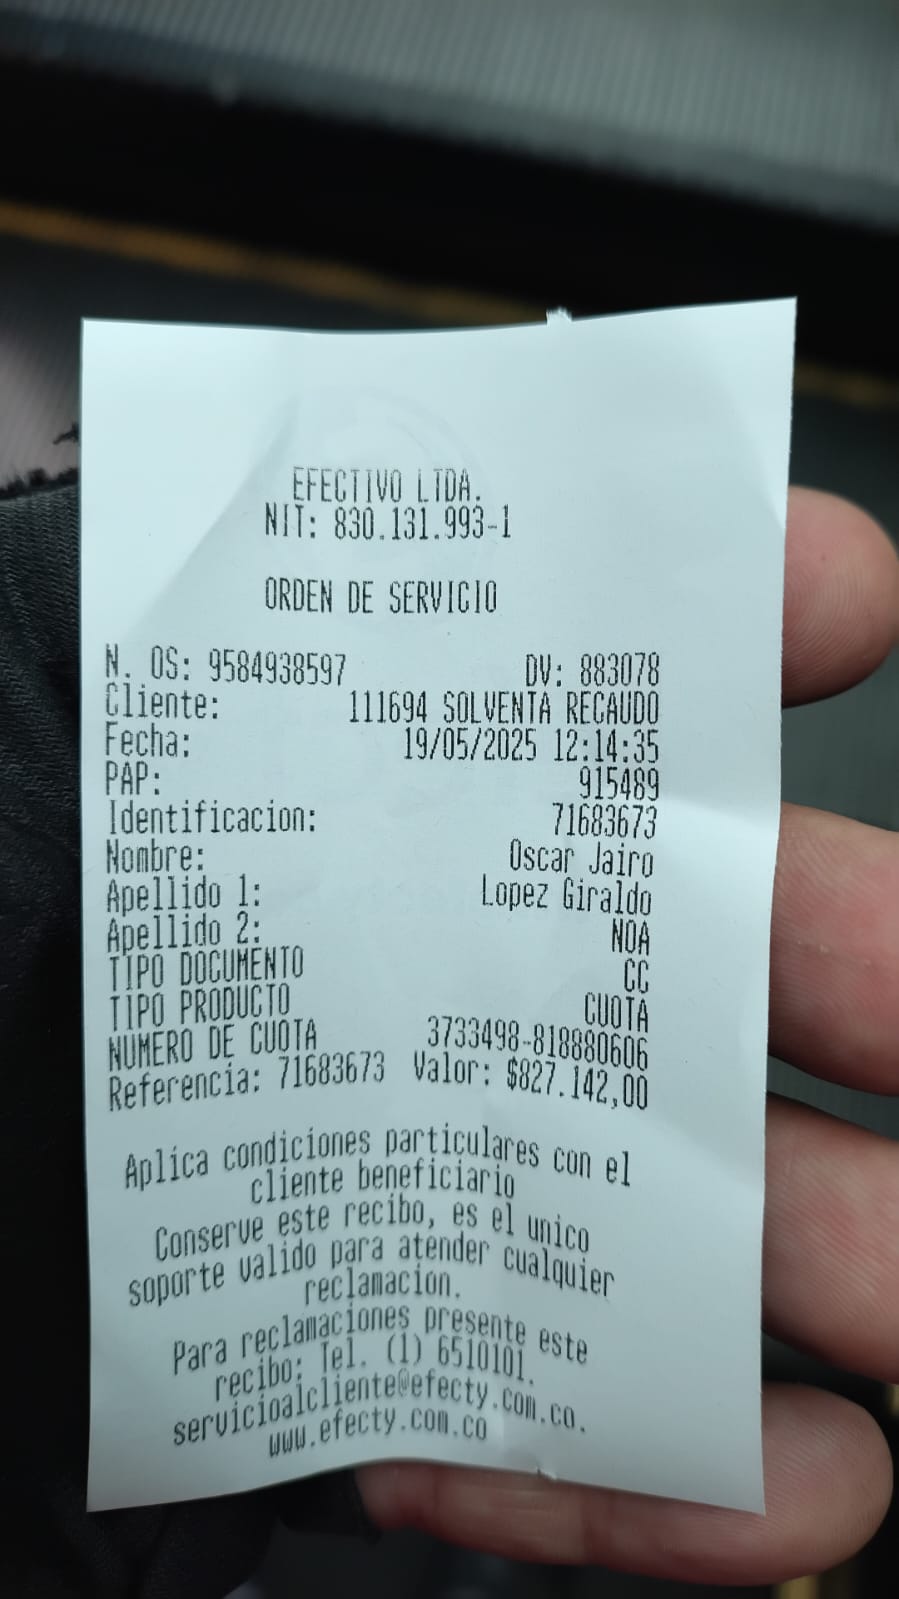 EFECTIVO LTDA.
NIT: 830.131.993-1
ORDEN DE SERVICIO
N. OS: 9584938597 DV: 883078
Cliente: 111694 SOLVENTA RECAUDO
Fecha: 19/05/2025 12:14:35
PAP: 915489
Identificacion: 71683673
Nombre: Oscar Jairo
Apellido 1: Lopez Giraldo
Apellido 2: NOA
TIPO DOCUMENTO CC
TIPO PRODUCTO CUOTA
NUMERO DE CUOTA 3733498-818880606
Referencia: 71683673 Valor: $827.142,00
Aplica condiciones particulares con el
cliente beneficiario
Conserve este recibo, es el unico
soporte valido para atender cualquier
reclamacion.
Para reclamaciones presente este
recibo: Tel. (1) 6510101.
servicioalcliente@efecty.com.co.
www.efecty.com.co